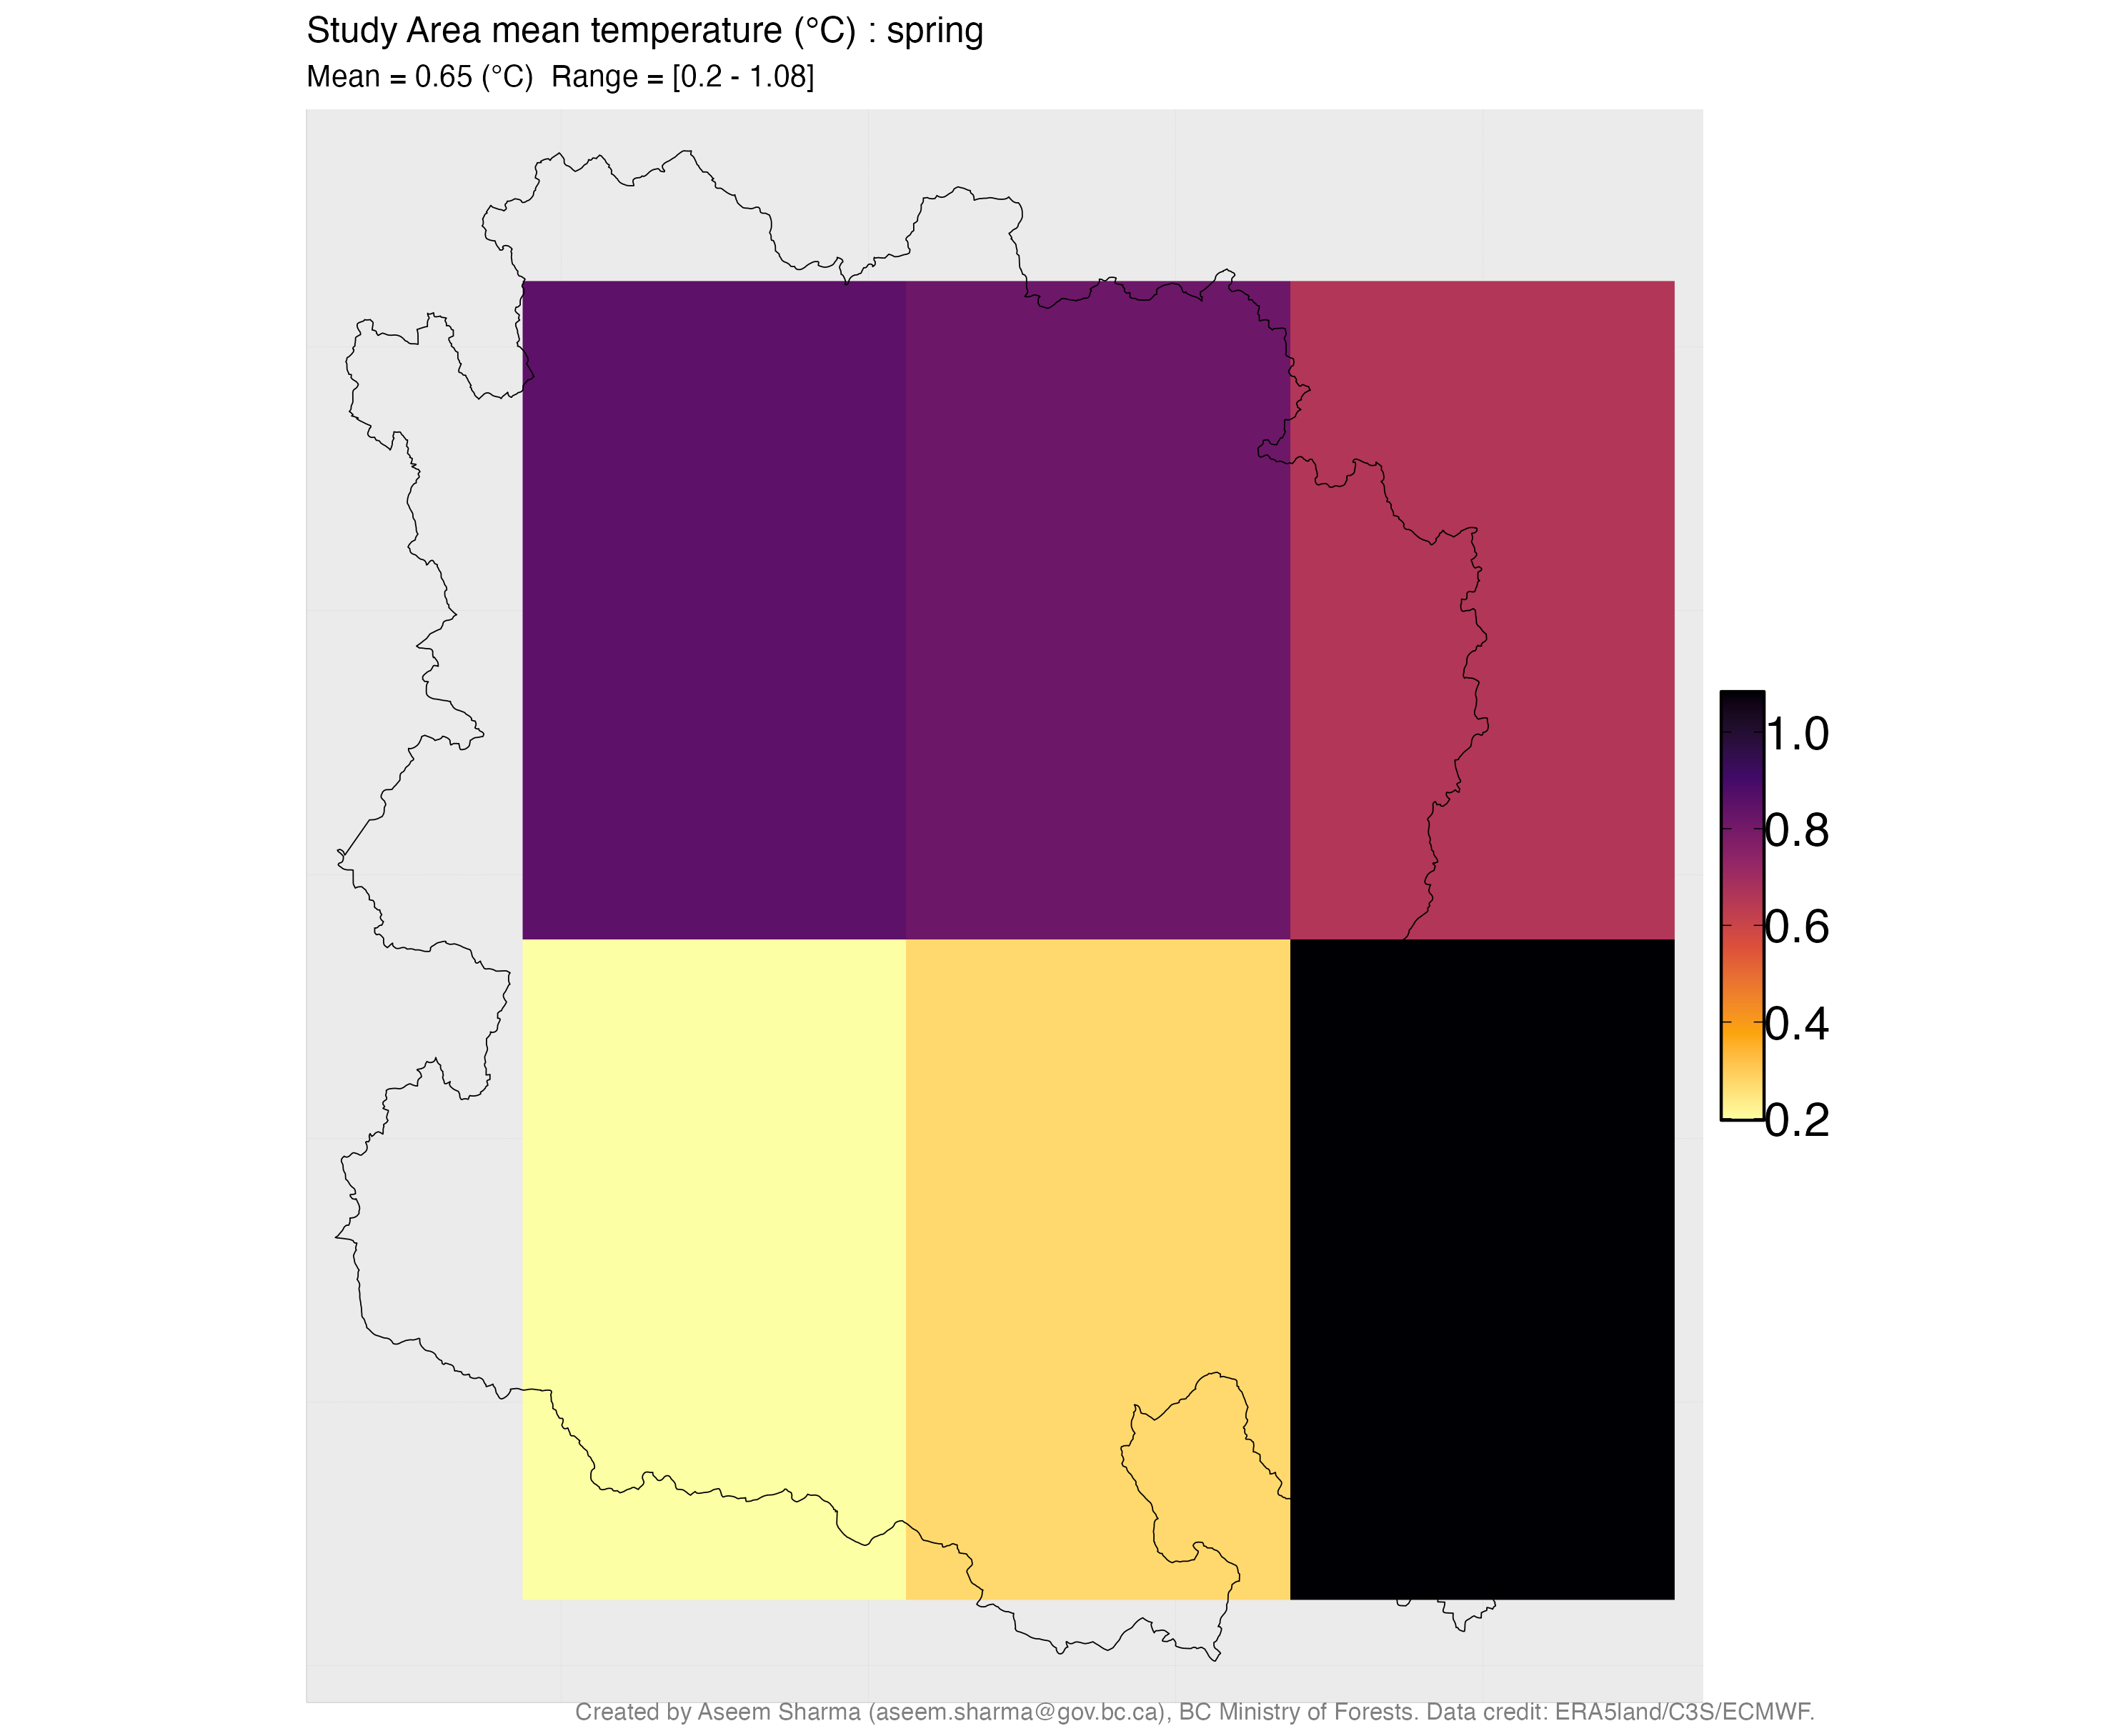 Study Area mean temperature (°C) : spring
Mean = 0.65 (°C)  Range = [0.2 - 1.08]
1.0
0.8
0.6
0.4
0.2
Created by Aseem Sharma (aseem.sharma@gov.bc.ca), BC Ministry of Forests. Data credit: ERA5land/C3S/ECMWF.